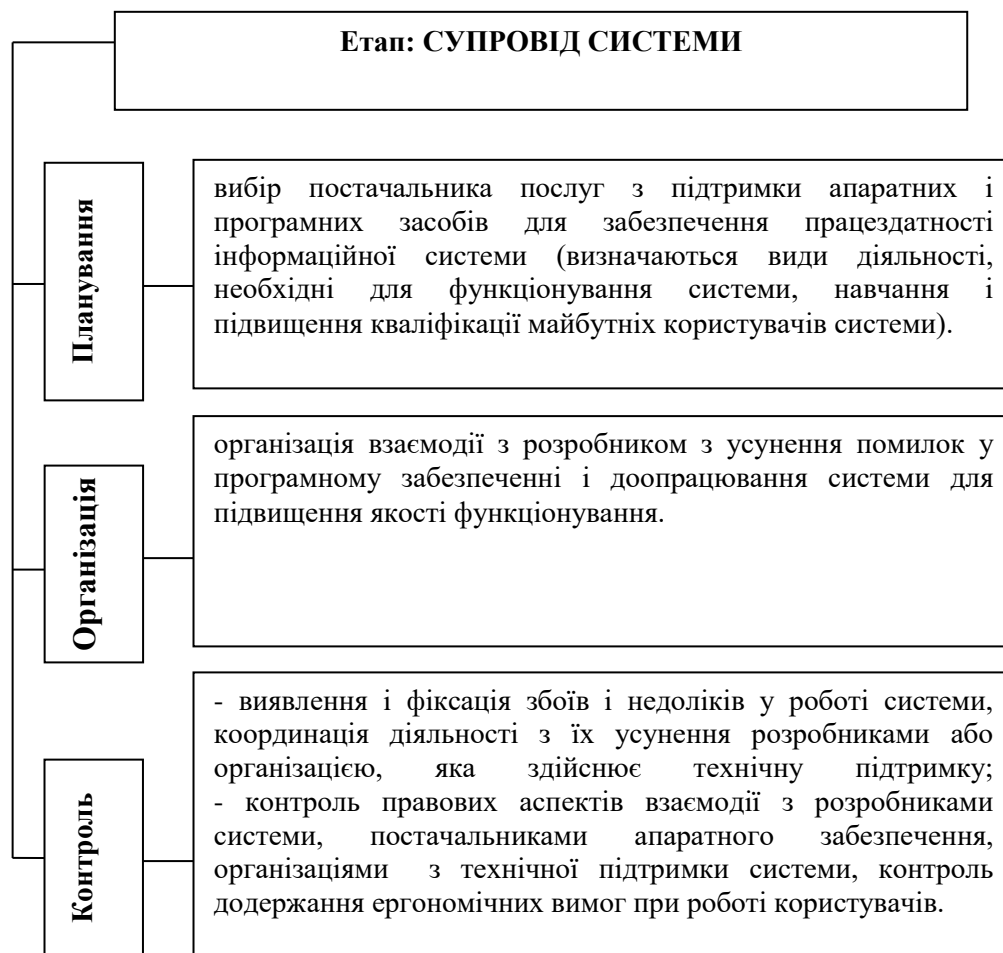 Етап: СУПРОВІД СИСТЕМИ
Планування
вибір постачальника послуг з підтримки апаратних і
програмних засобів для забезпечення працездатності
інформаційної системи (визначаються види діяльності,
необхідні для функціонування системи, навчання і
підвищення кваліфікації майбутніх користувачів системи).
Організація
організація взаємодії з розробником з усунення помилок у
програмному забезпеченні і доопрацювання системи для
підвищення якості функціонування.
Контроль
- виявлення і фіксація збоїв і недоліків у роботі системи,
координація діяльності з їх усунення розробниками або
організацією, яка здійснює технічну підтримку;
- контроль правових аспектів взаємодії з розробниками
системи, постачальниками апаратного забезпечення,
організаціями з технічної підтримки системи, контроль
додержання ергономічних вимог при роботі користувачів.